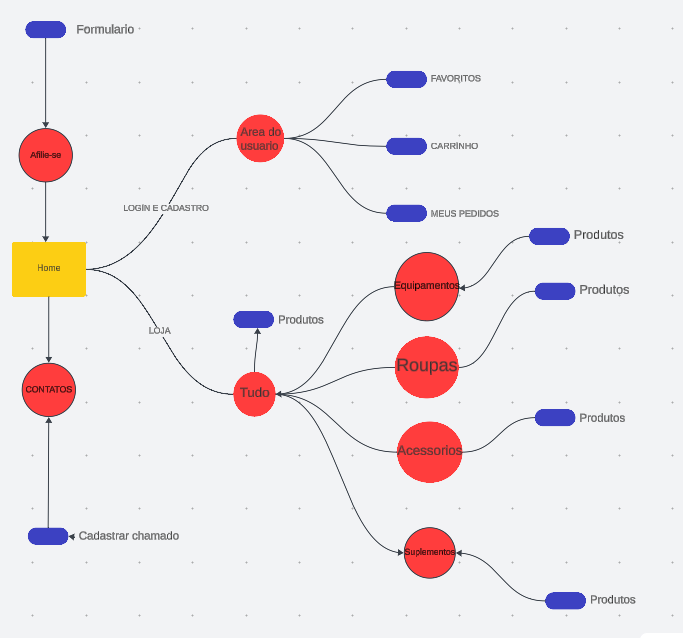 Formulario
Afilie-se
Home
CONTATOS
Cadastrar chamado
LOGIN E CADASTRO
LOJA
Area do
usuario
FAVORITOS
CARRINHO
MEUS PEDIDOS
Tudo
Produtos
Equipamentos
Produtos
Roupas
Produtos
Acessorios
Produtos
Suplementos
Produtos